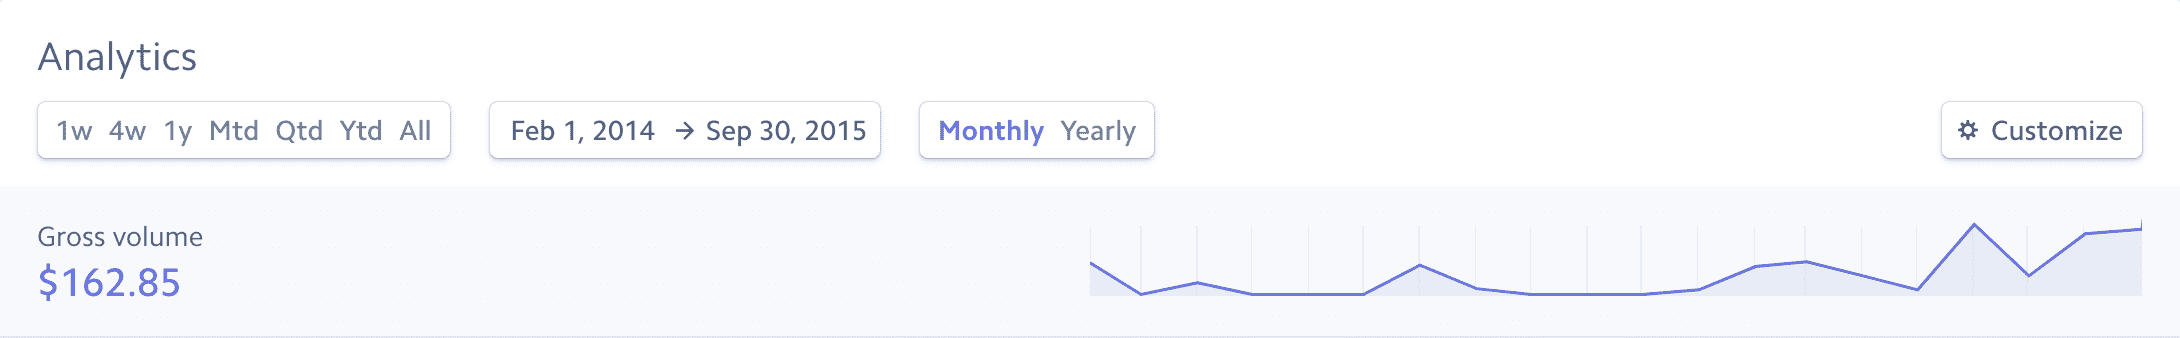 Analytics
1w 4w 1y Mtd Qtd Ytd All Feb 1, 2014 → Sep 30, 2015 Monthly Yearly Customize
Gross volume
$162.85